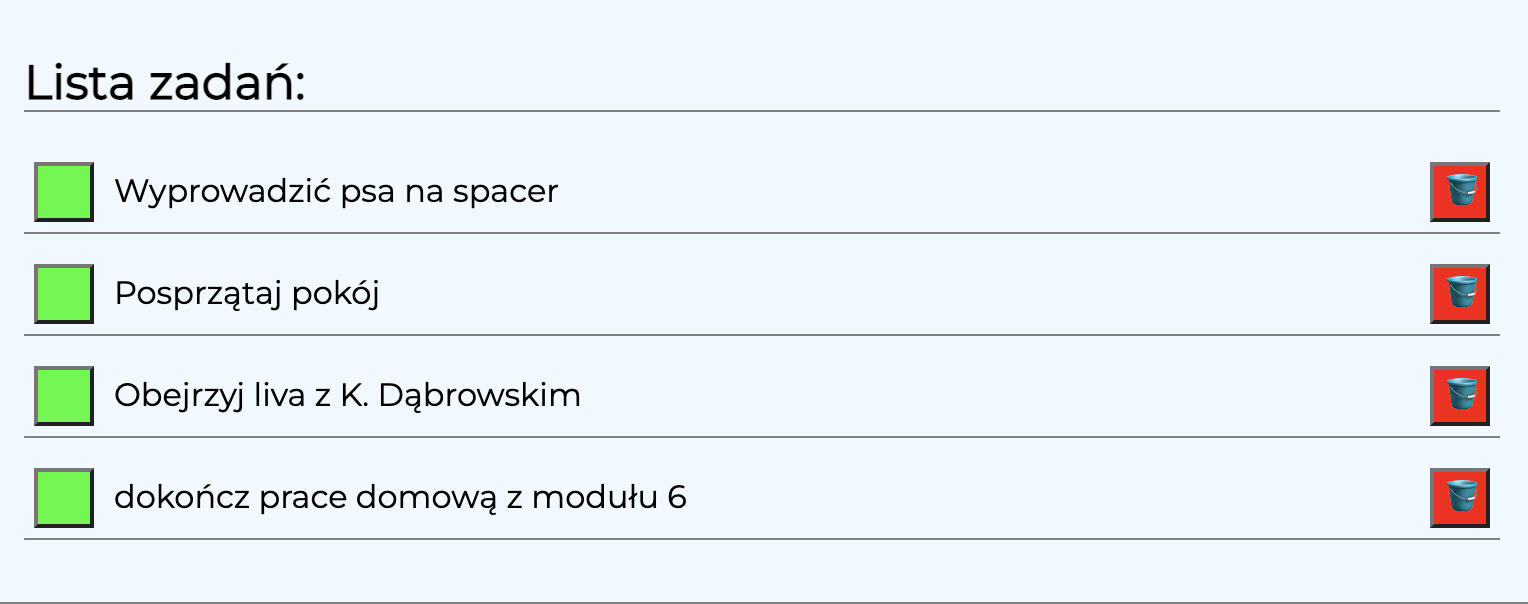 Lista zadań:
Wyprowadzić psa na spacer
Posprzątaj pokój
Obejrzyj liva z K. Dąbrowskim
dokończ prace domową z modułu 6